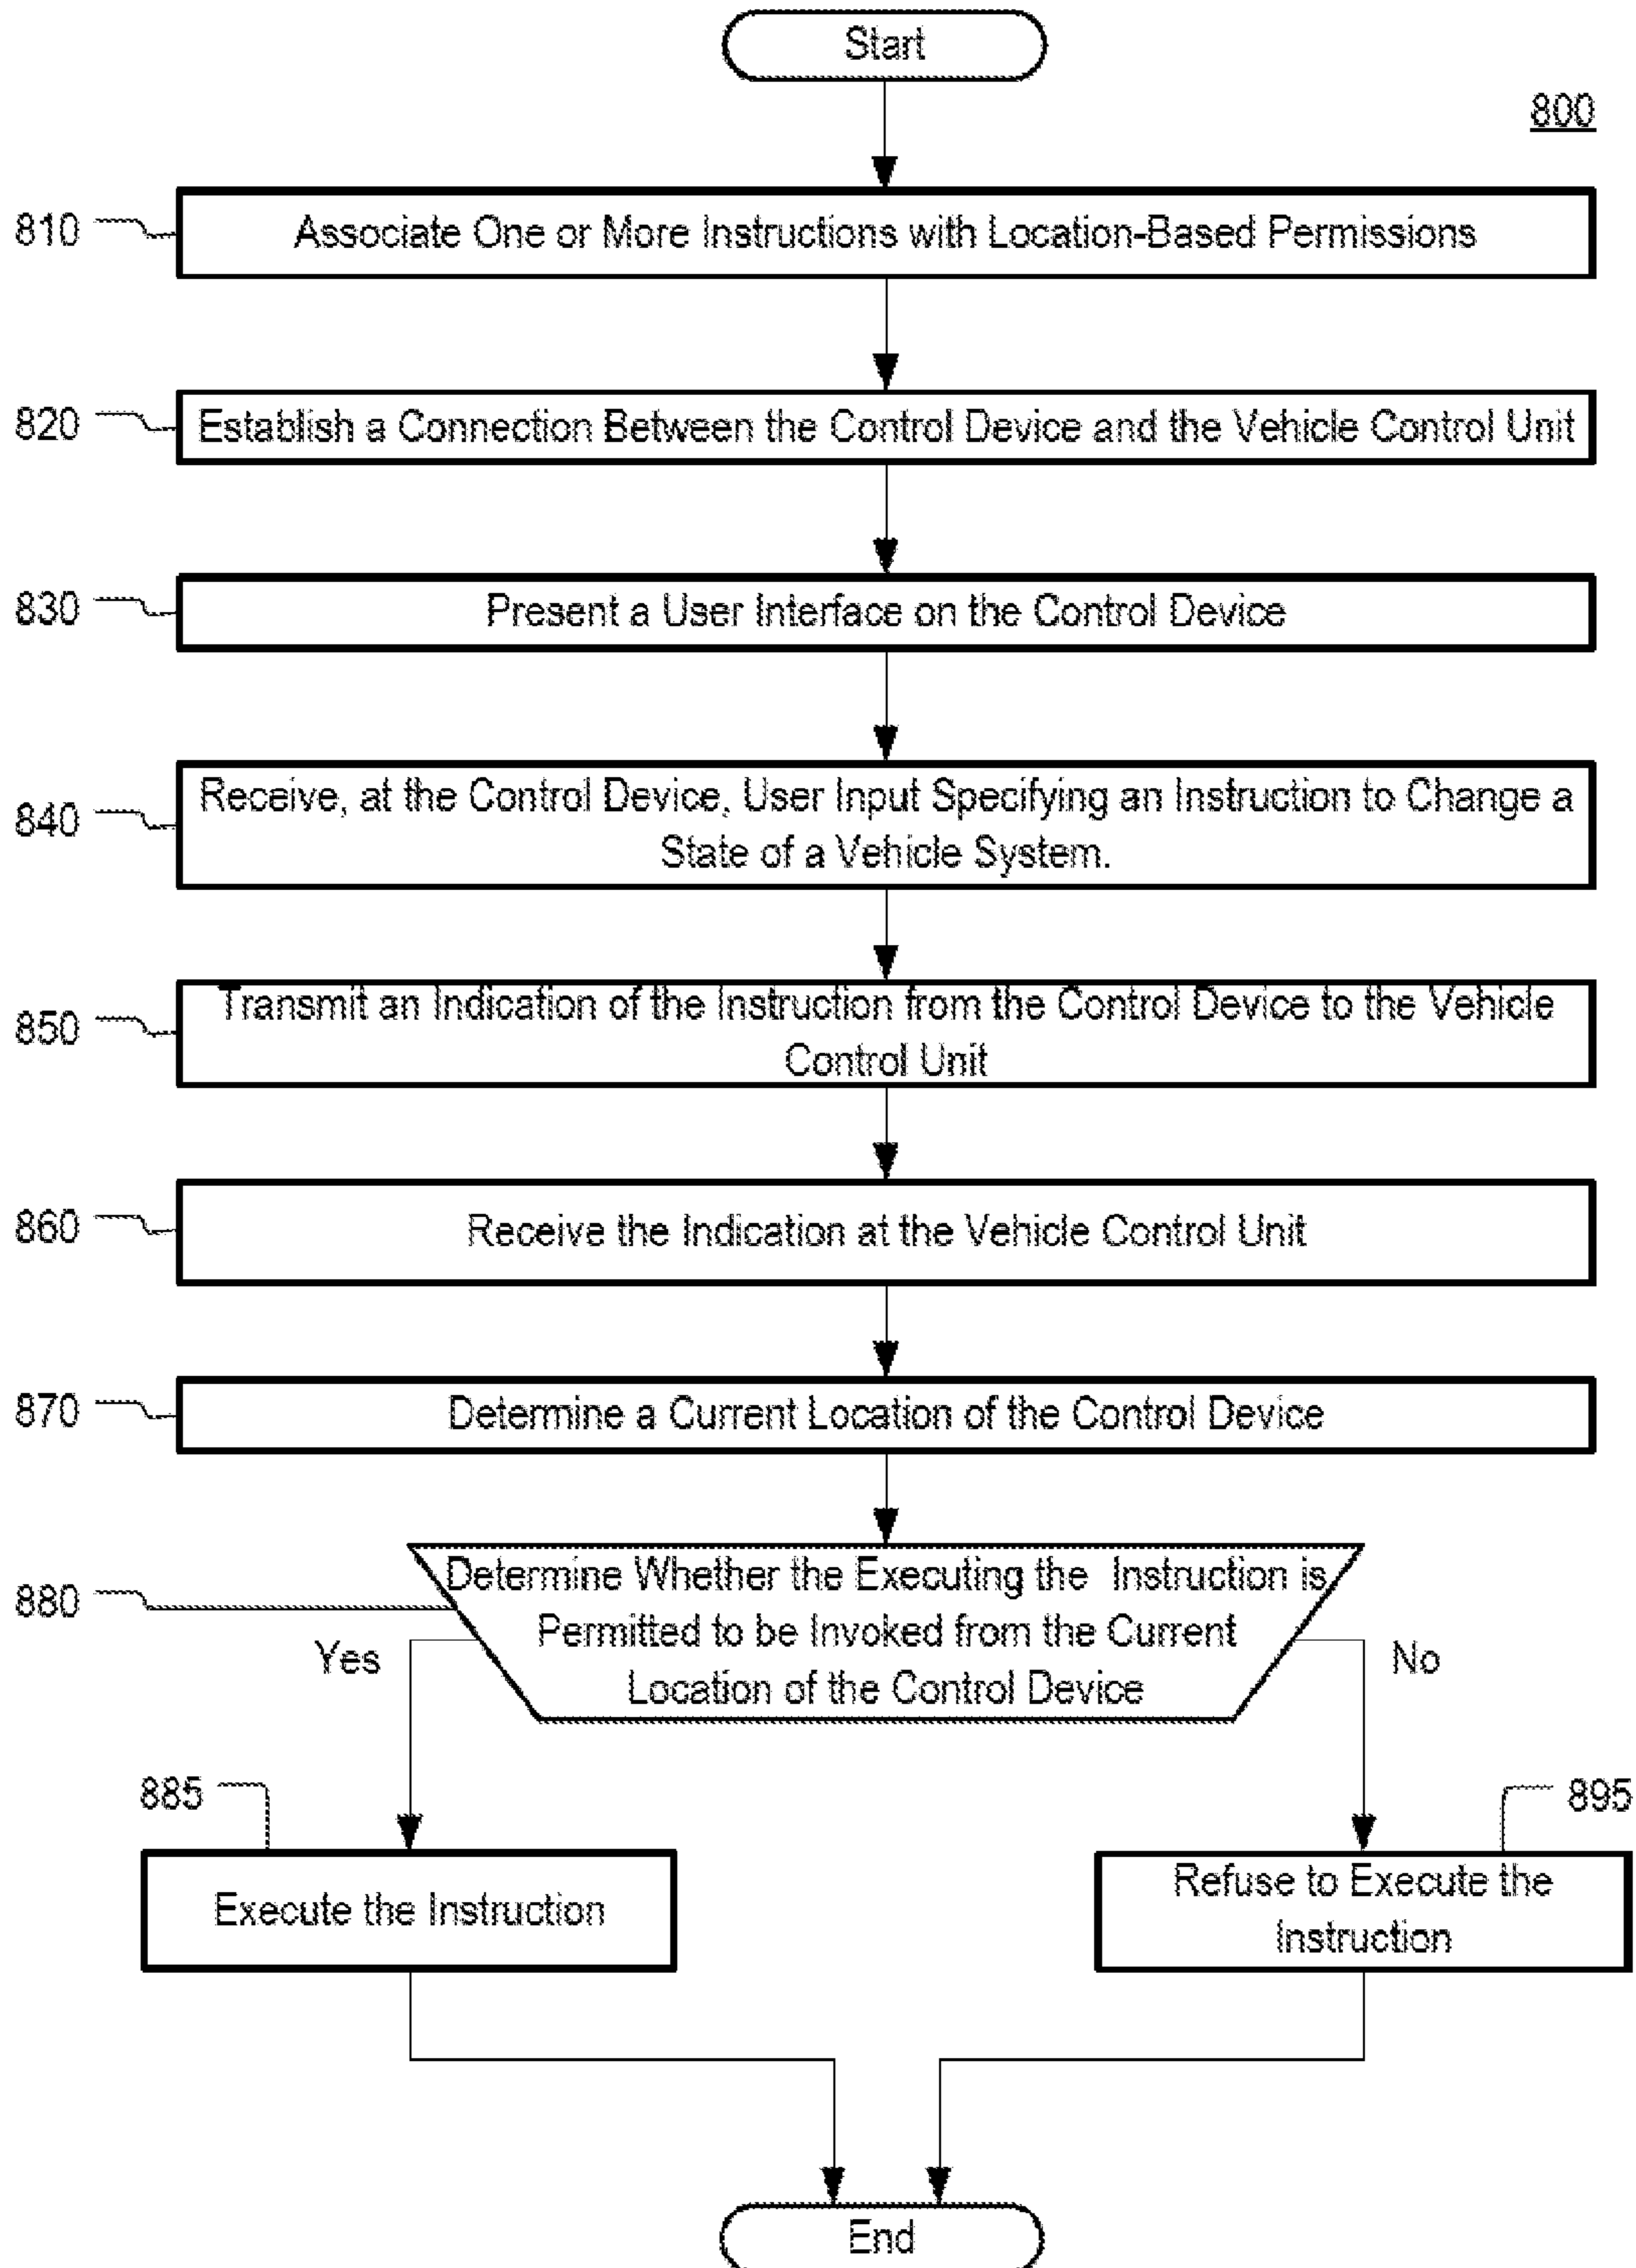 Start
800
810
Associate One or More Instructions with Location-Based Permissions
820
Establish a Connection Between the Control Device and the Vehicle Control Unit
830
Present a User Interface on the Control Device
840
Receive, at the Control Device, User Input Specifying an Instruction to Change a
State of a Vehicle System.
850
Transmit an Indication of the Instruction from the Control Device to the Vehicle
Control Unit
860
Receive the Indication at the Vehicle Control Unit
870
Determine a Current Location of the Control Device
880
Determine Whether the Executing the Instruction is
Permitted to be Invoked from the Current
Location of the Control Device
Yes
No
885
Execute the Instruction
895
Refuse to Execute the
Instruction
End